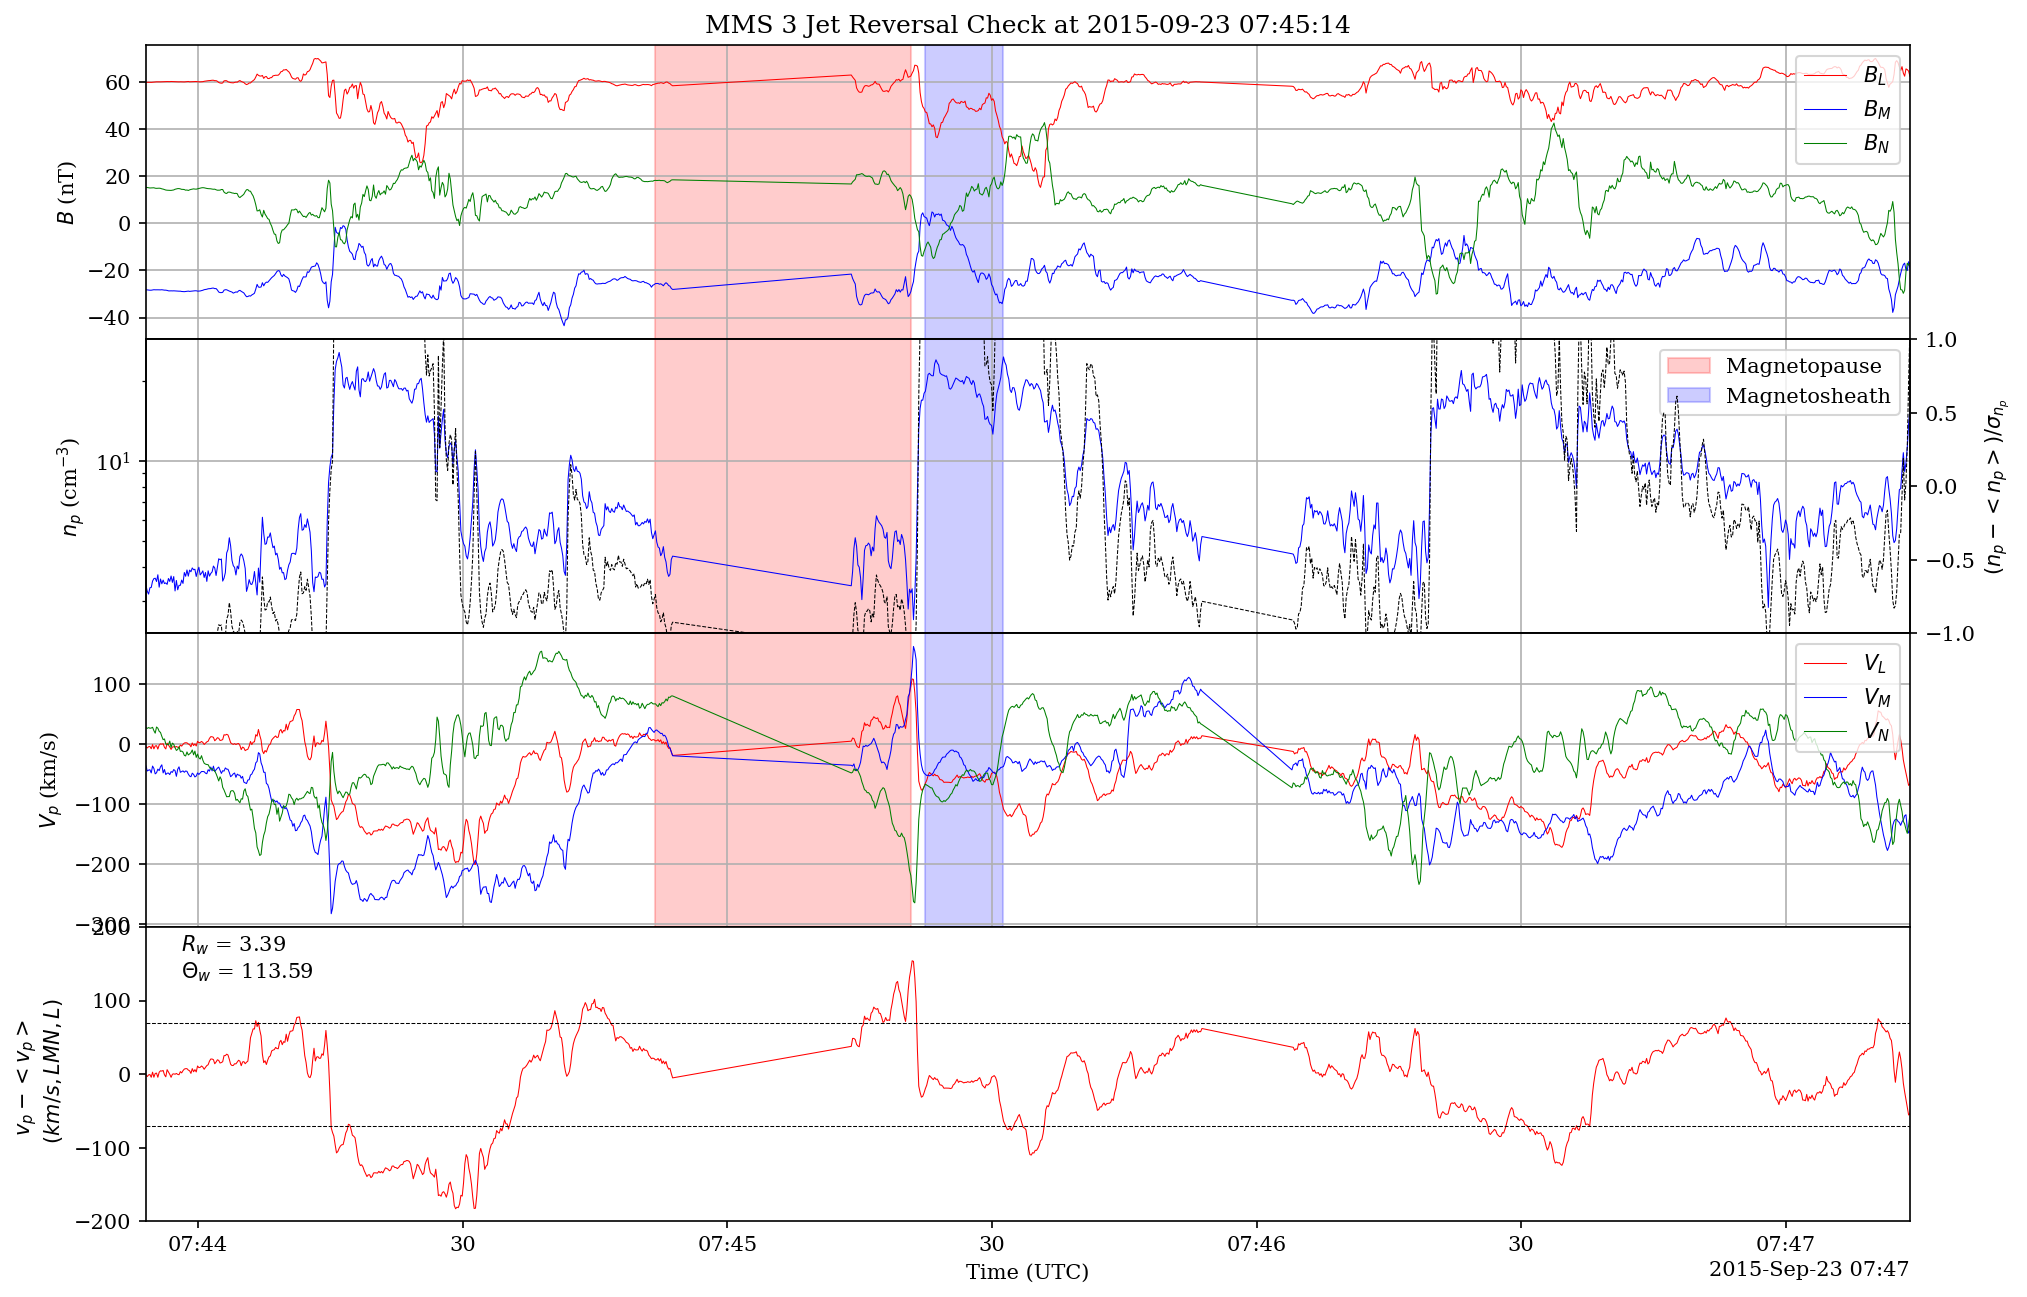 MMS 3 Jet Reversal Check at 2015-09-23 07:45:14
60
40
20
0
−20
−40
B (nT)
B_L
B_M
B_N
10^1
n_p (cm^−3)
Magnetopause
Magnetosheath
1.0
0.5
0.0
−0.5
−1.0
(n_p − < n_p >)/σ_{n_p}
100
0
−100
−200
−300
V_p (km/s)
V_L
V_M
V_N
200
100
0
−100
−200
v_p − < v_p >
(km/s, LMN, L)
R_w = 3.39
Θ_w = 113.59
07:44 30 07:45 30 07:46 30 07:47
Time (UTC)
2015-Sep-23 07:47